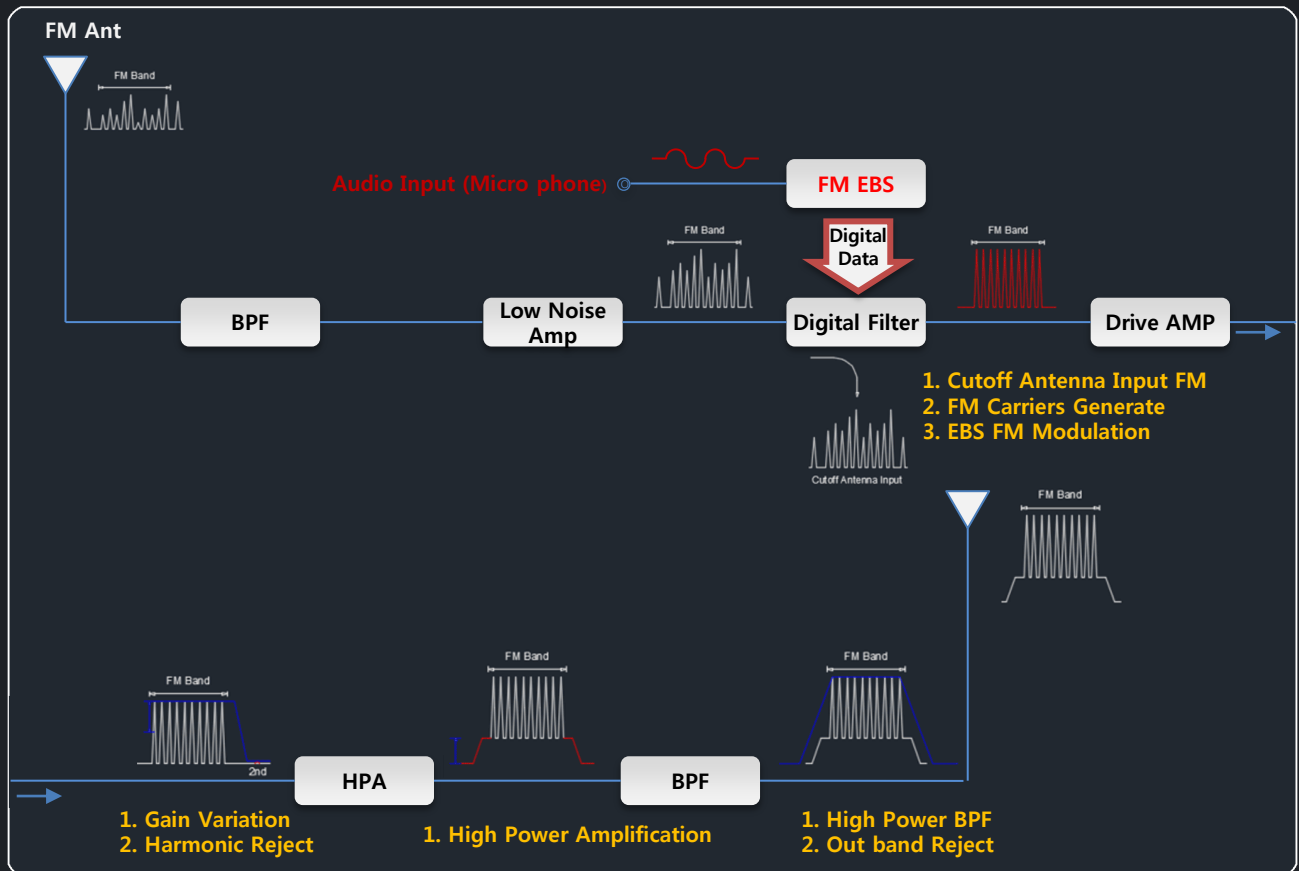 FM Ant
FM Band
Audio Input (Micro phone)
FM EBS
Digital
Data
FM Band
FM Band
BPF
Low Noise
Amp
Digital Filter
Drive AMP
1. Cutoff Antenna Input FM
2. FM Carriers Generate
3. EBS FM Modulation
Cutoff Antenna Input
FM Band
FM Band
FM Band
FM Band
2nd
HPA
BPF
1. Gain Variation
2. Harmonic Reject
1. High Power Amplification
1. High Power BPF
2. Out band Reject